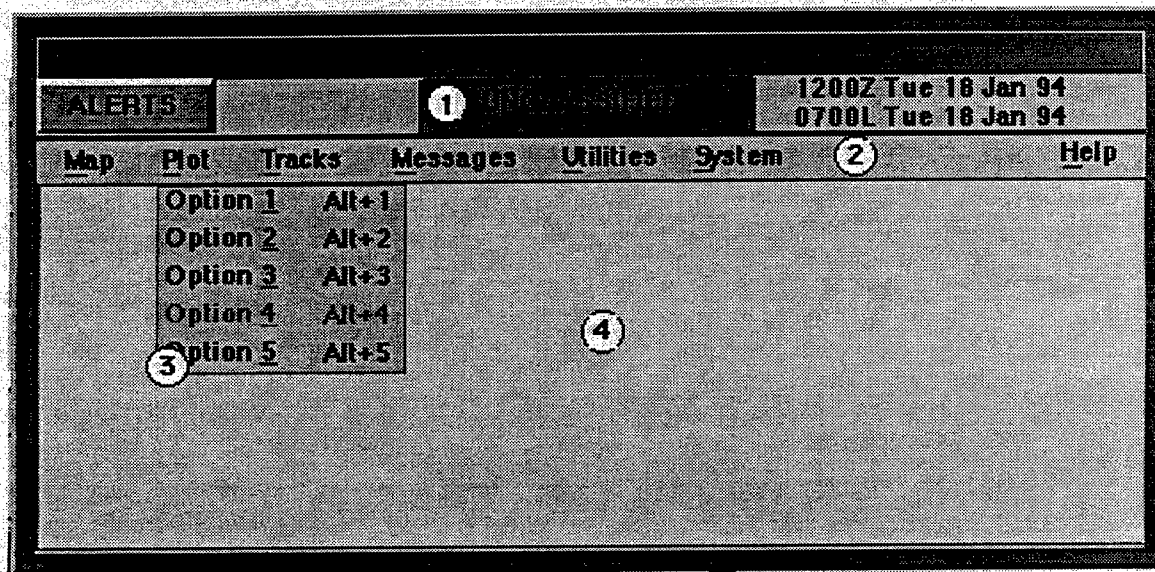 ALERTS
1
1200Z Tue 18 Jan 94
0700L Tue 18 Jan 94
Map Plot Tracks Messages Utilities System 2 Help
Option 1 Alt+1
Option 2 Alt+2
Option 3 Alt+3
Option 4 Alt+4
Option 5 Alt+5
3
4